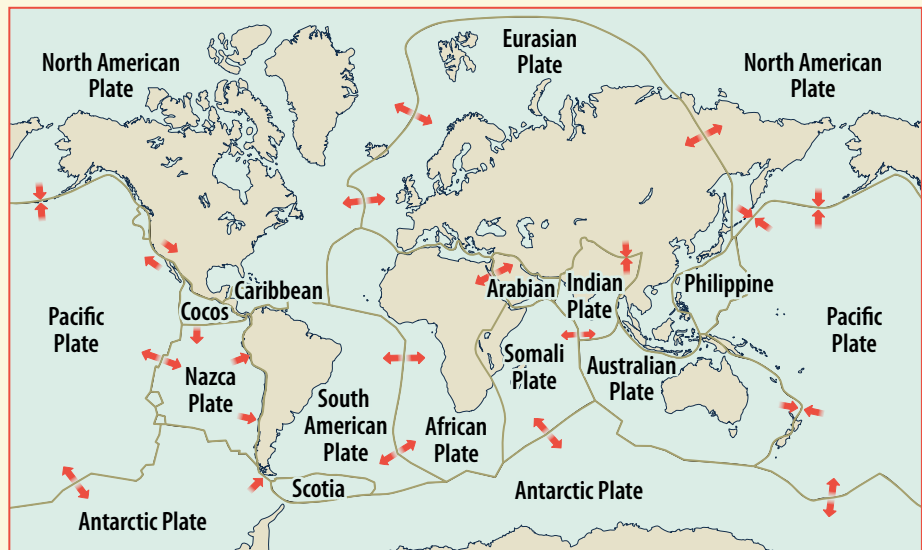 North American
Plate
Eurasian
Plate
North American
Plate
Caribbean
Cocos
Arabian
Indian
Plate
Philippine
Pacific
Plate
Nazca
Plate
South
American
Plate
African
Plate
Somali
Plate
Australian
Plate
Pacific
Plate
Scotia
Antarctic Plate
Antarctic Plate